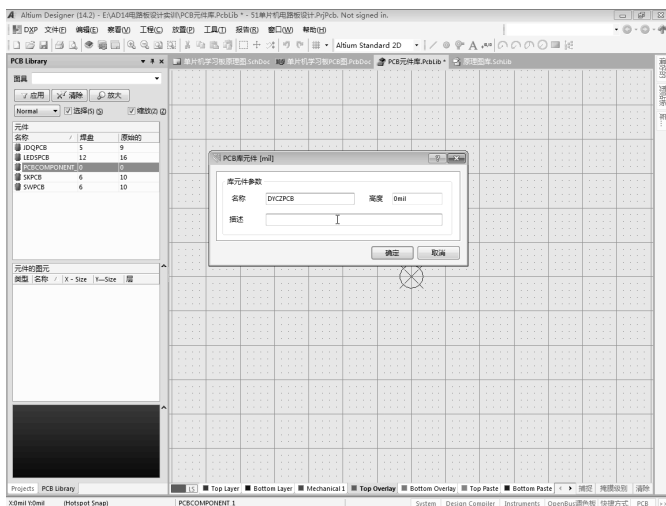 Altium Designer (14.2) - E:\AD14电路板设计实训\PCB元件库.PcbLib * - 51单片机电路板设计.PrjPcb. Not signed in.
DXP 文件(F) 编辑(E) 察看(V) 工程(C) 放置(P) 工具(T) 报告(R) 窗口(W) 帮助(H)
Altium Standard 2D
PCB Library
单片机学习板原理图.SchDoc 单片机学习板PCB图.PcbDoc PCB元件库.PcbLib * 原理图库.SchLib
面具
应用 清除 放大
Normal 选择(S) (S) 缩放(Z) (Z)
元件
名称 / 焊盘 原始的
JDQPCB 5 9
LEDSPCB 12 16
PCBCOMPONENT_ 0 0
SKPCB 6 10
SWPCB 6 10
PCB库元件 [mil]
库元件参数
名称 DYCZPCB 高度 0mil
描述
确定 取消
元件的图元
类型 名称 / X - Size Y—Size 层
Projects PCB Library
LS Top Layer Bottom Layer Mechanical 1 Top Overlay Bottom Overlay Top Paste Bottom Paste 捕捉 掩膜级别 清除
X:0mil Y:0mil (Hotspot Snap) PCBCOMPONENT 1 System Design Compiler Instruments OpenBus调色板 快捷方式 PCB